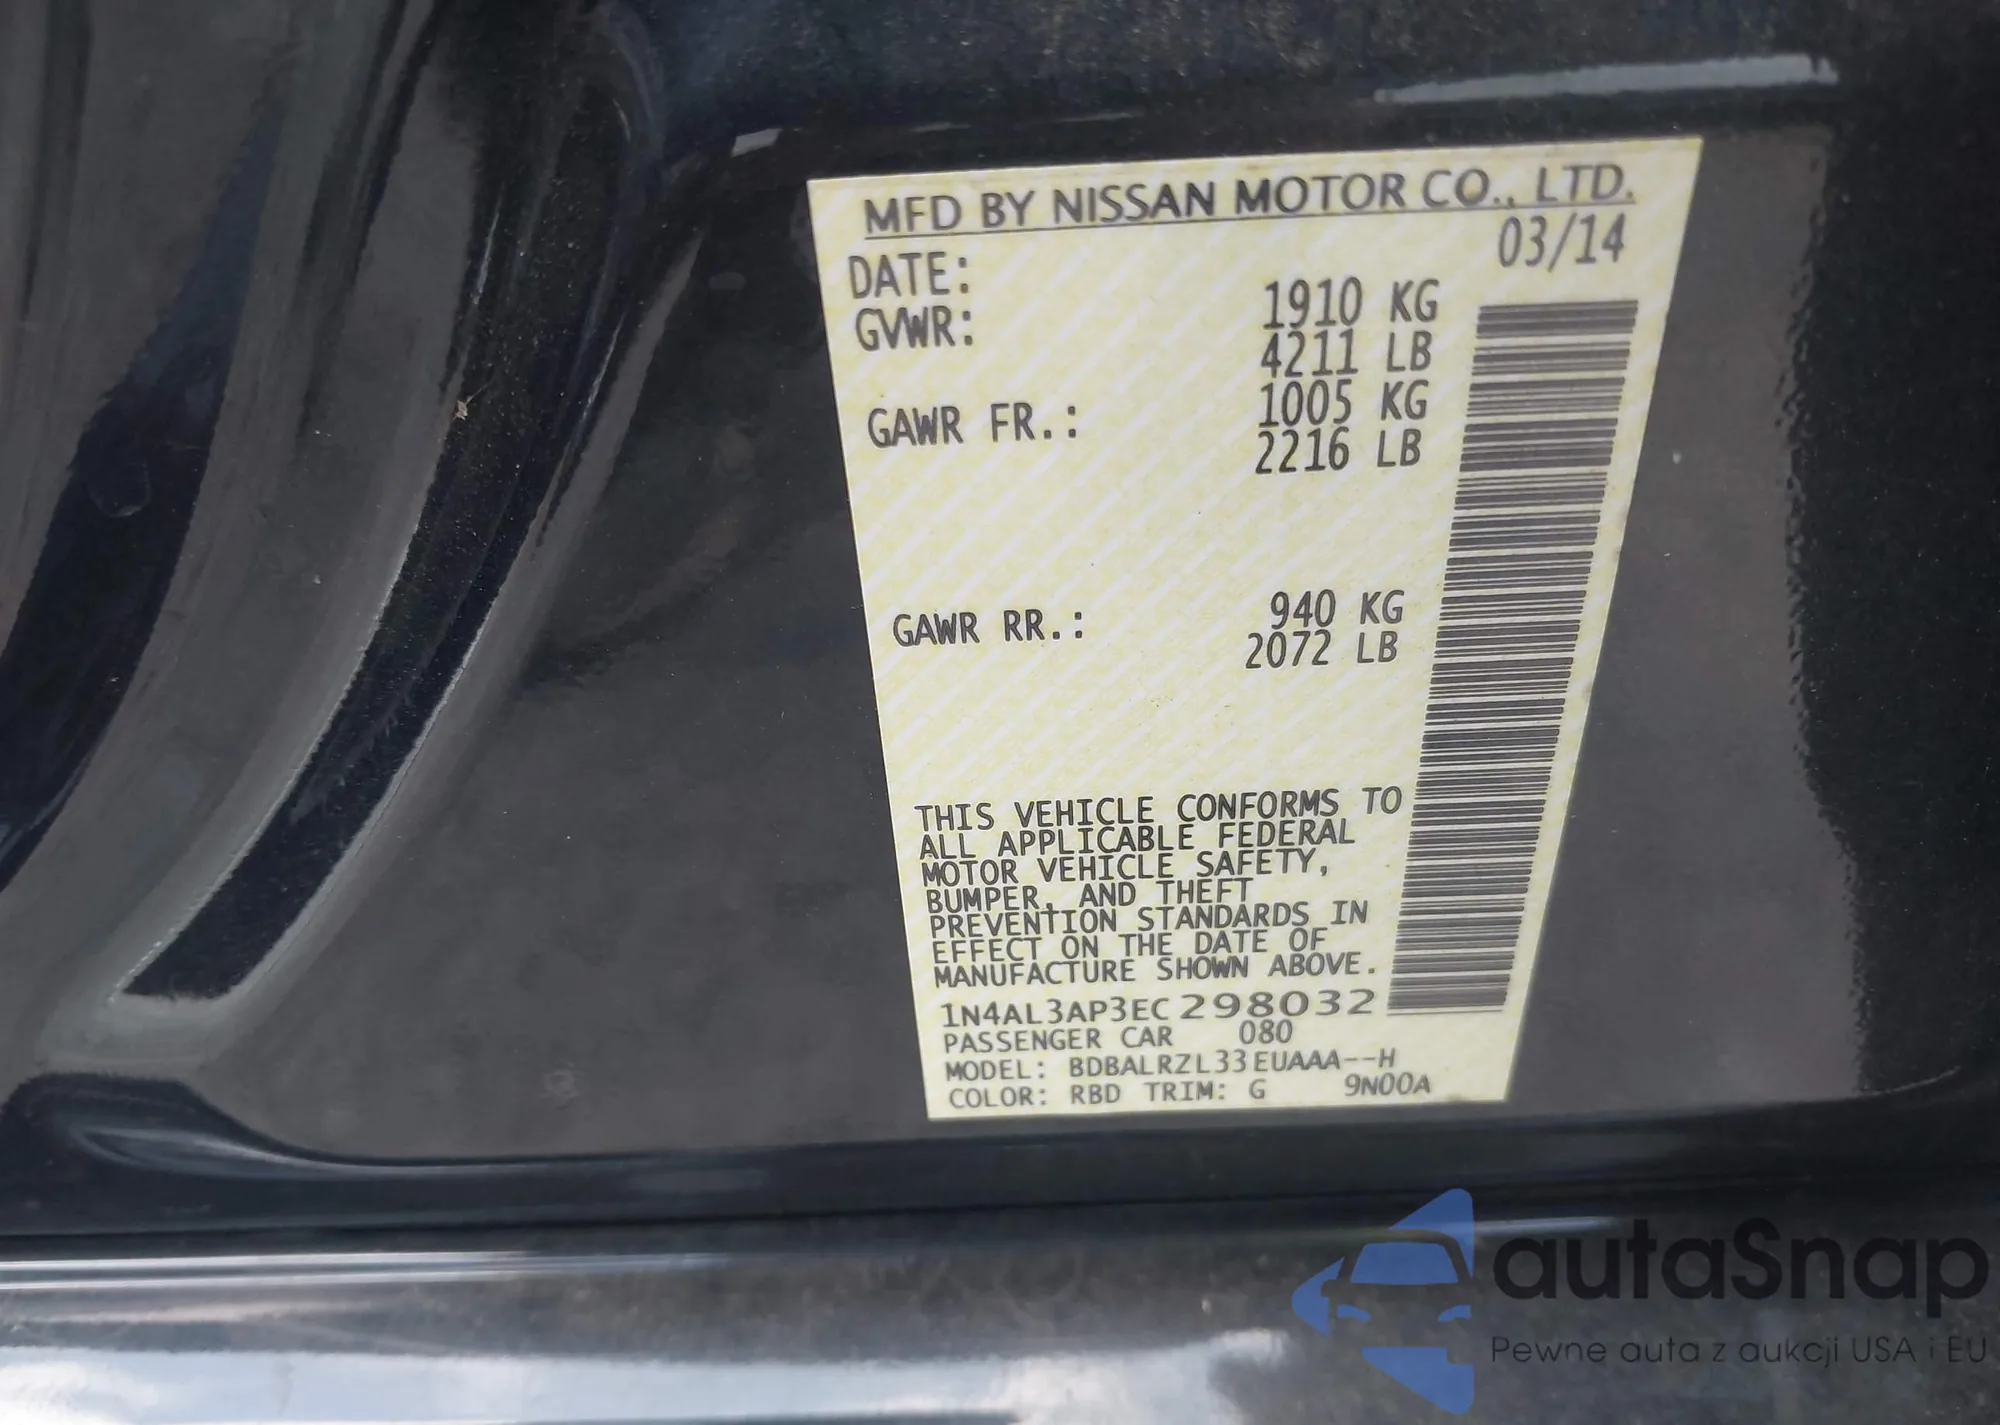 MFD BY NISSAN MOTOR CO., LTD.
DATE: 03/14
GVWR: 1910 KG
4211 LB
GAWR FR.: 1005 KG
2216 LB
GAWR RR.: 940 KG
2072 LB
THIS VEHICLE CONFORMS TO
ALL APPLICABLE FEDERAL
MOTOR VEHICLE SAFETY,
BUMPER, AND THEFT
PREVENTION STANDARDS IN
EFFECT ON THE DATE OF
MANUFACTURE SHOWN ABOVE.
1N4AL3AP3EC298032
PASSENGER CAR 080
MODEL: BDBALRZL33EUAAA--H
COLOR: RBD TRIM: G 9N00A
autaSnap
Pewne auta z aukcji USA i EU